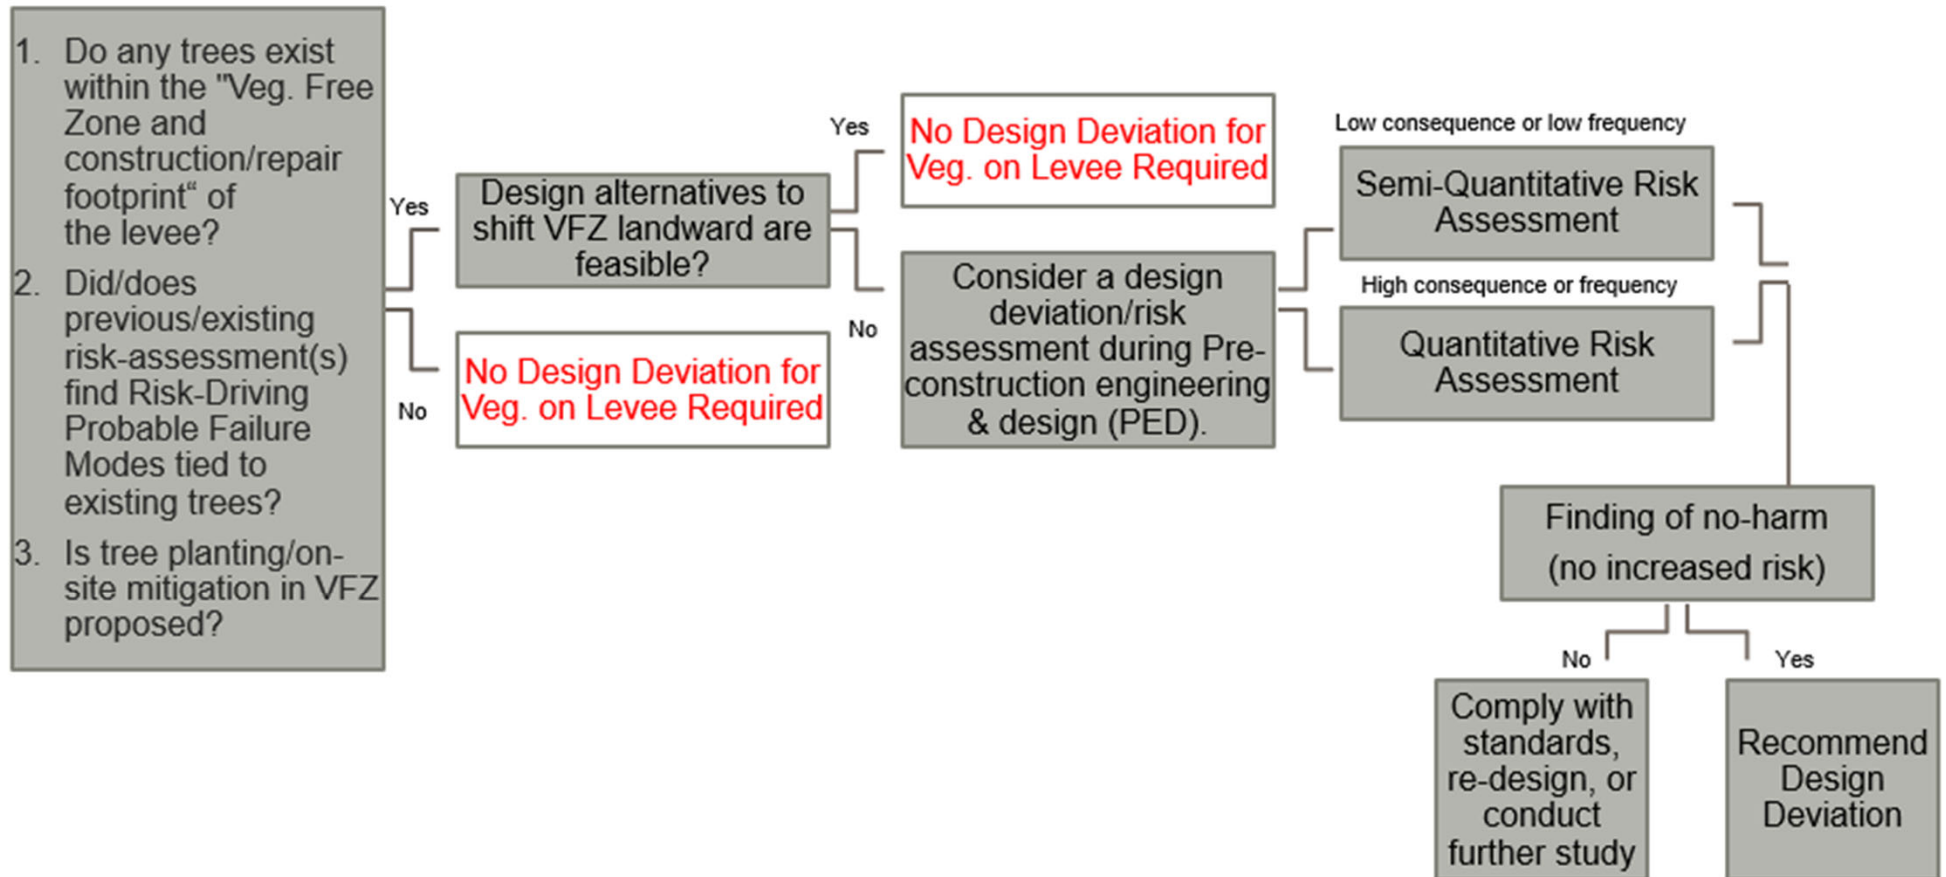 1. Do any trees exist
within the "Veg. Free
Zone and
construction/repair
footprint“ of
the levee?
2. Did/does
previous/existing
risk-assessment(s)
find Risk-Driving
Probable Failure
Modes tied to
existing trees?
3. Is tree planting/on-
site mitigation in VFZ
proposed?
Yes
No
Design alternatives to
shift VFZ landward are
feasible?
No Design Deviation for
Veg. on Levee Required
Yes
No
No Design Deviation for
Veg. on Levee Required
Consider a design
deviation/risk
assessment during Pre-
construction engineering
& design (PED).
Low consequence or low frequency
Semi-Quantitative Risk
Assessment
High consequence or frequency
Quantitative Risk
Assessment
Finding of no-harm
(no increased risk)
No
Yes
Comply with
standards,
re-design, or
conduct
further study
Recommend
Design
Deviation